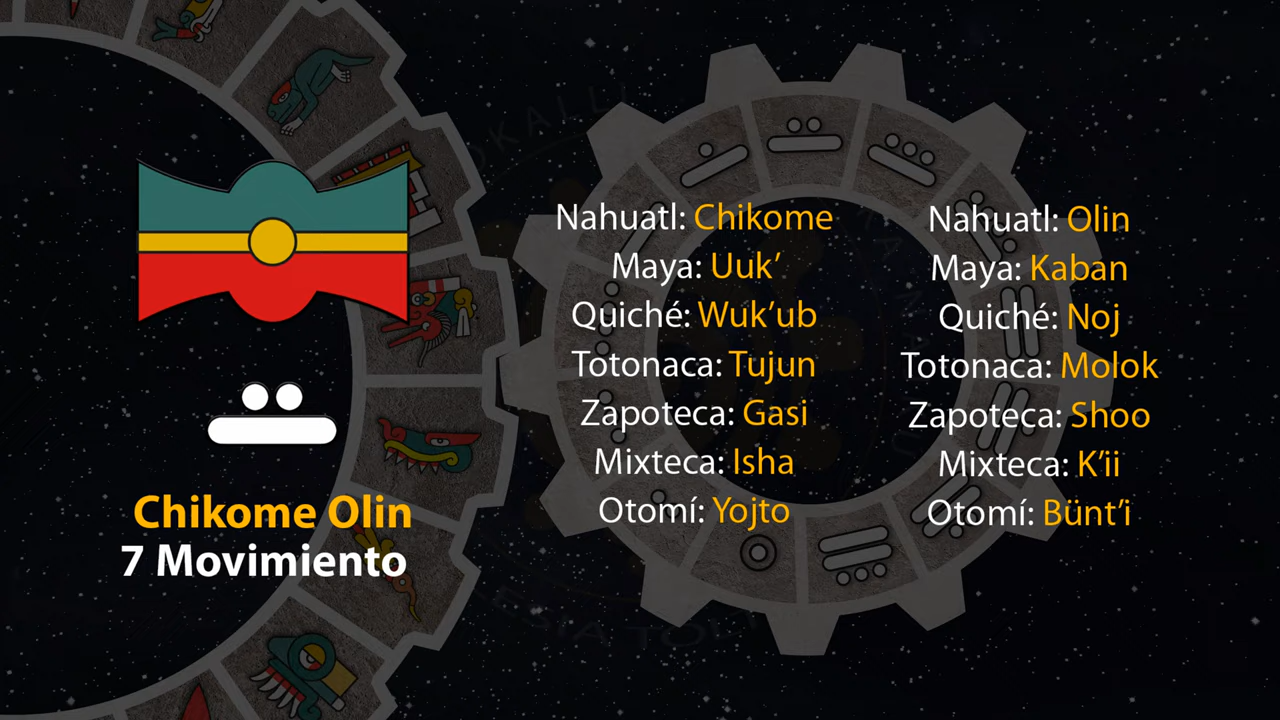 Chikome Olin
7 Movimiento
Nahuatl: Chikome
Maya: Uuk’
Quiché: Wuk’ub
Totonaca: Tujun
Zapoteca: Gasi
Mixteca: Isha
Otomí: Yojto
Nahuatl: Olin
Maya: Kaban
Quiché: Noj
Totonaca: Molok
Zapoteca: Shoo
Mixteca: K’ii
Otomí: Bünt’i